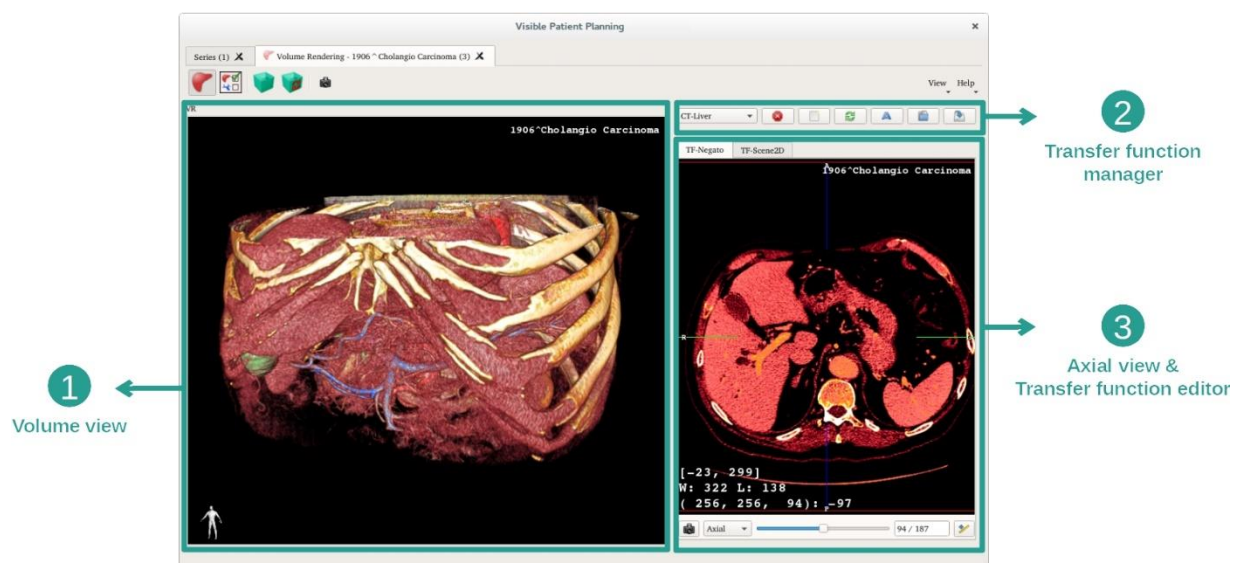 Visible Patient Planning
Series (1)
Volume Rendering - 1906 ^ Cholangio Carcinoma (3)
View Help
VR
1906^Cholangio Carcinoma
CT-Liver
2
Transfer function
manager
TF-Negato TF-Scene2D
A
1906^Cholangio Carcinoma
R
3
Axial view &
Transfer function editor
1
Volume view
[-23, 299]
W: 322 L: 138
( 256, 256, 94): -97
P
Axial
94 / 187